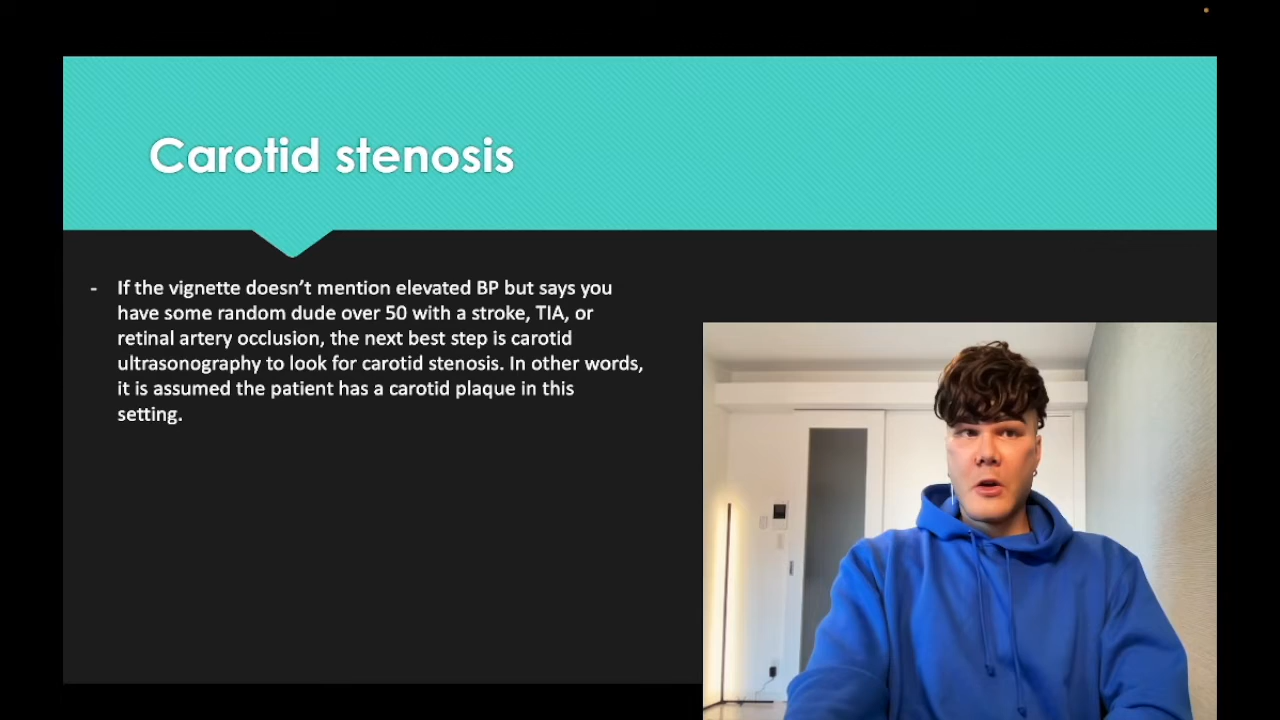 Carotid stenosis
- If the vignette doesn’t mention elevated BP but says you
have some random dude over 50 with a stroke, TIA, or
retinal artery occlusion, the next best step is carotid
ultrasonography to look for carotid stenosis. In other words,
it is assumed the patient has a carotid plaque in this
setting.